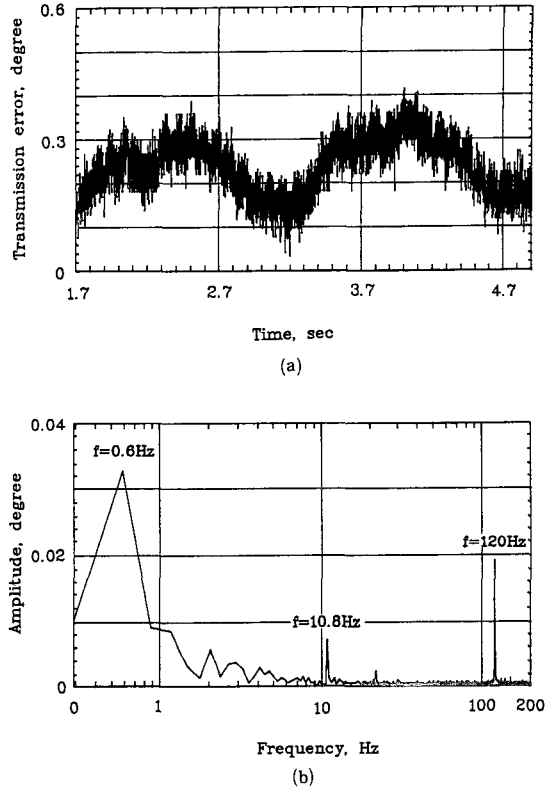 0.6
0.3
0
Transmission error, degree
1.7 2.7 3.7 4.7
Time, sec
(a)
0.04
0.02
0
Amplitude, degree
f=0.6Hz
f=10.8Hz
f=120Hz
0 1 10 100 200
Frequency, Hz
(b)